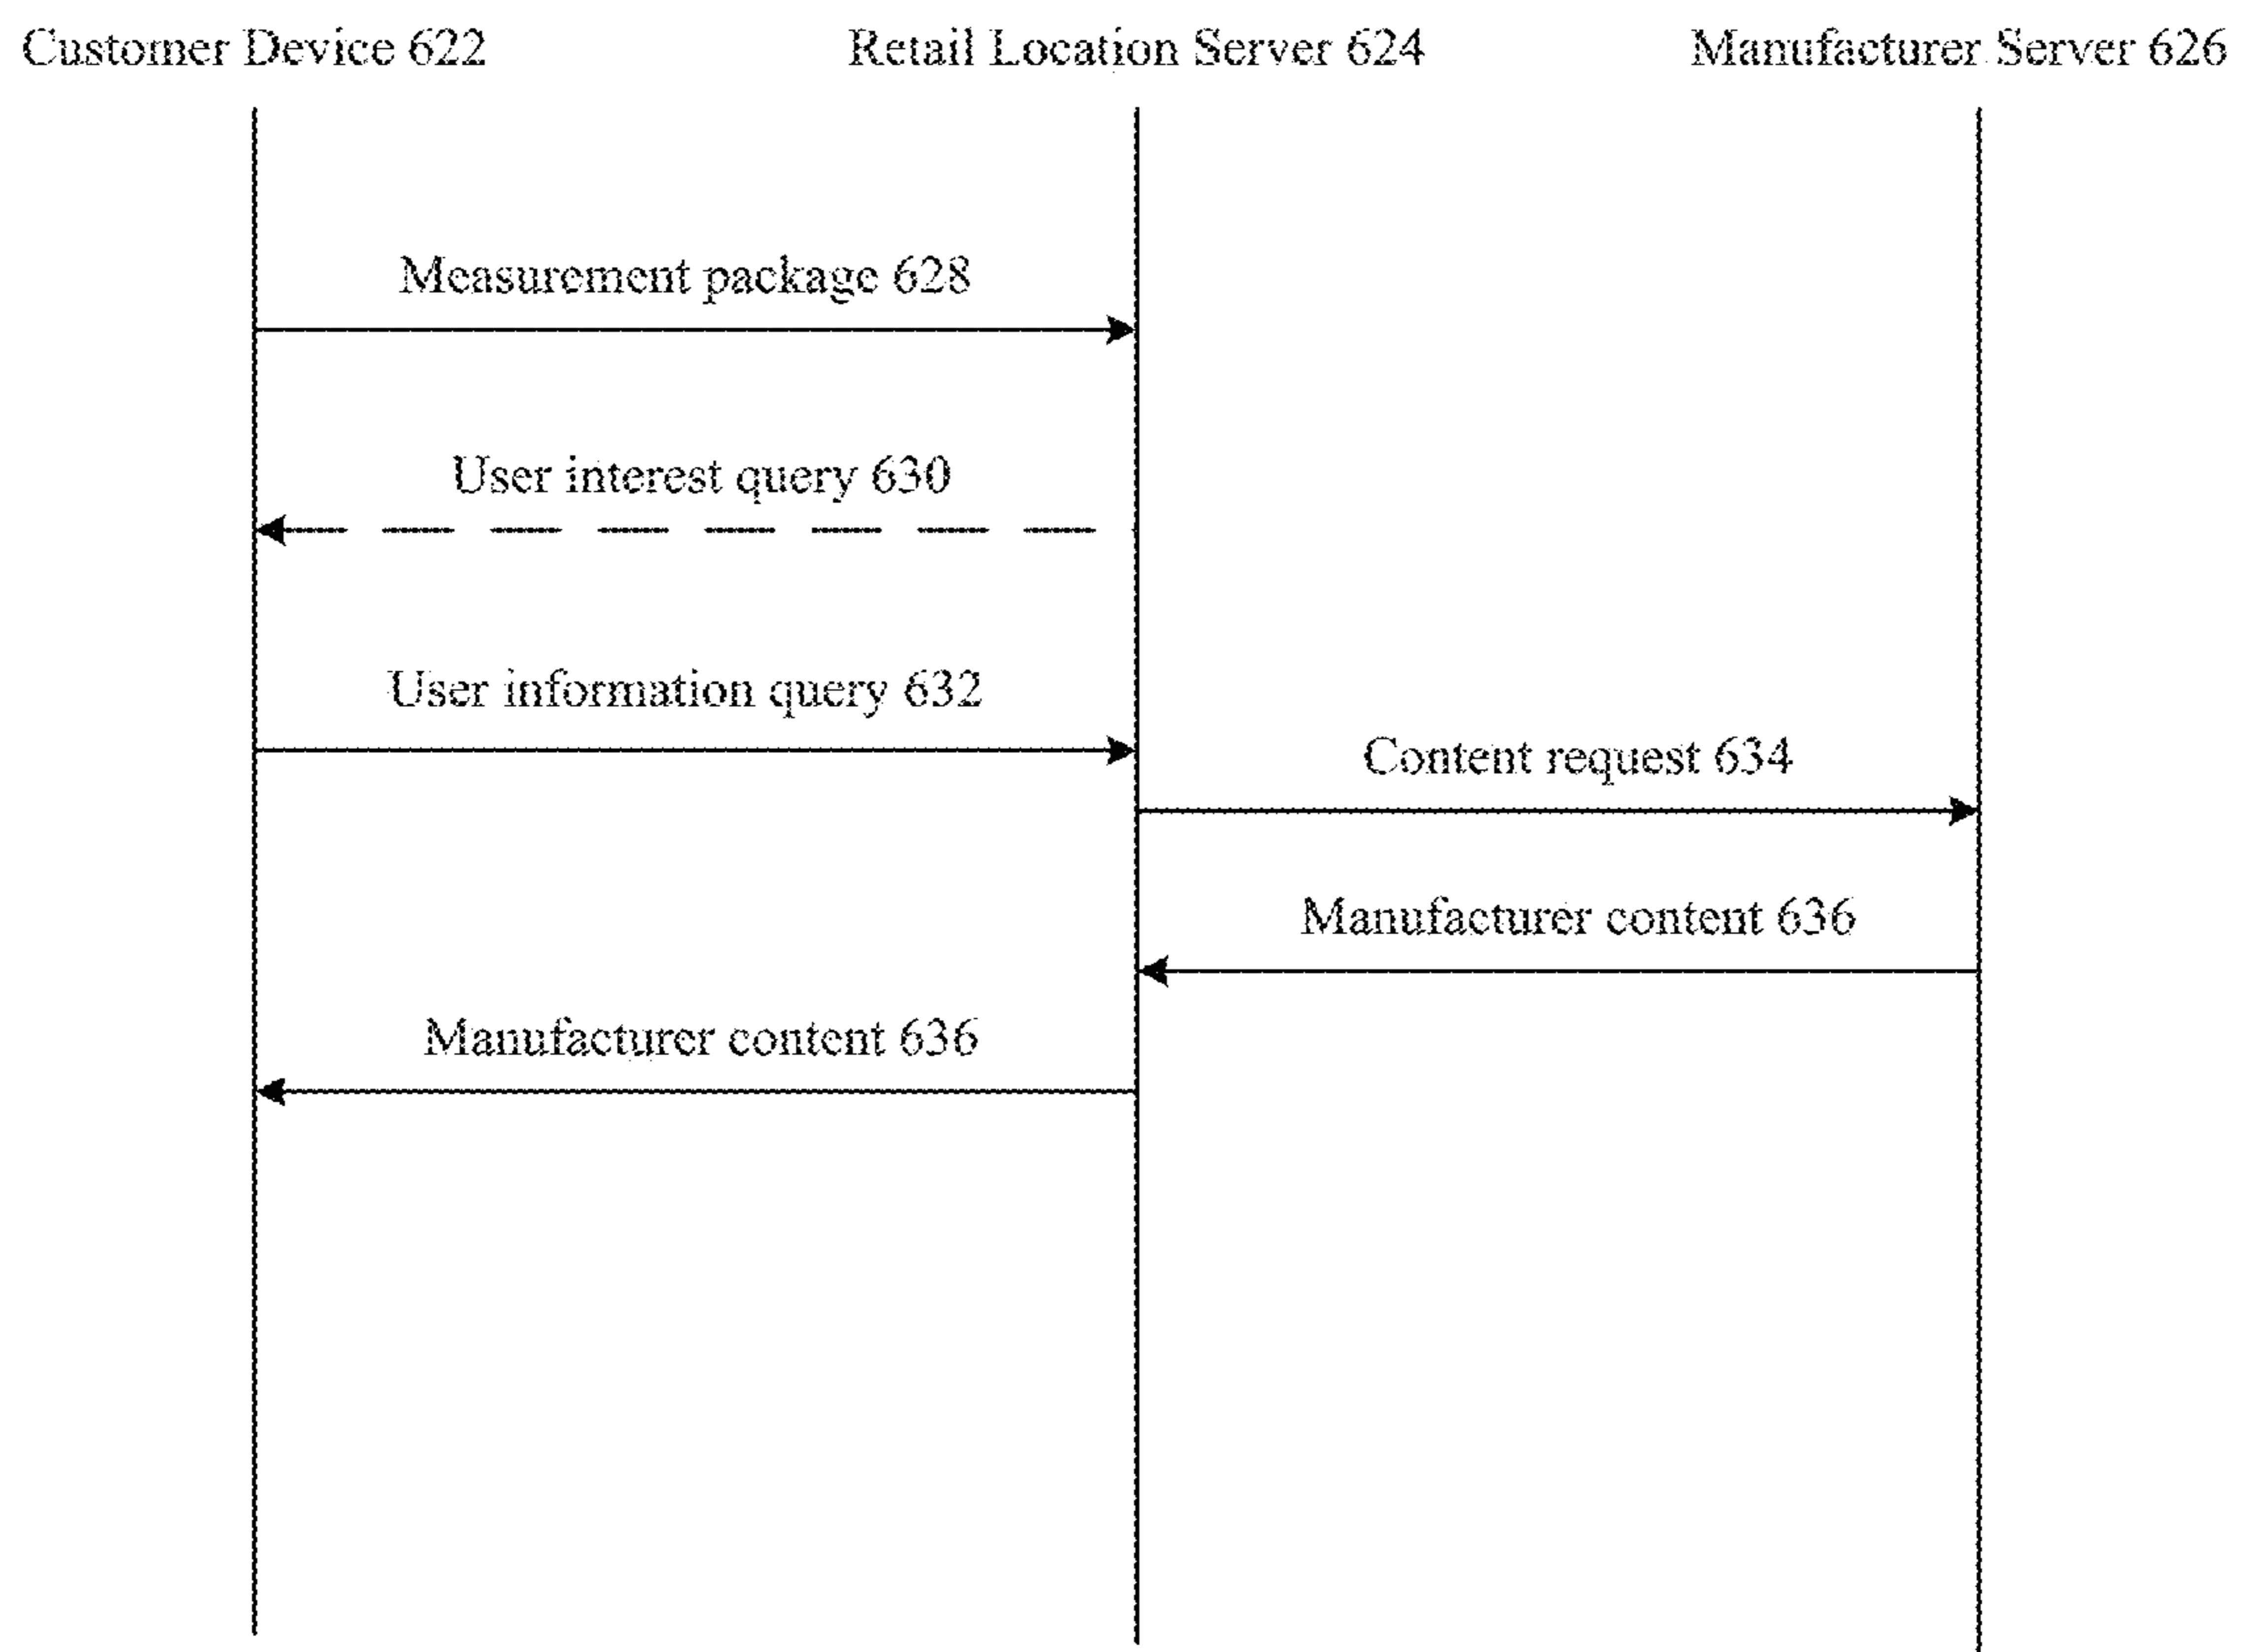 Customer Device 622
Retail Location Server 624
Manufacturer Server 626
Measurement package 628
User interest query 630
User information query 632
Content request 634
Manufacturer content 636
Manufacturer content 636